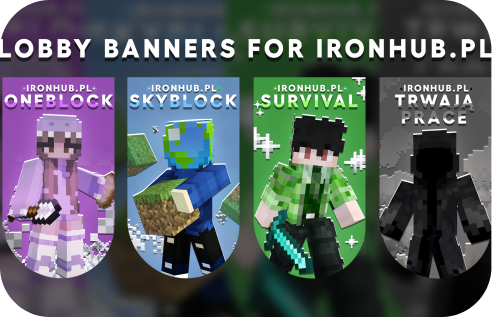 LOBBY BANNERS FOR IRONHUB.PL
IRONHUB.PL
ONEBLOCK
IRONHUB.PL
SKYBLOCK
IRONHUB.PL
SURVIVAL
IRONHUB.PL
TRWAJA
PRACE